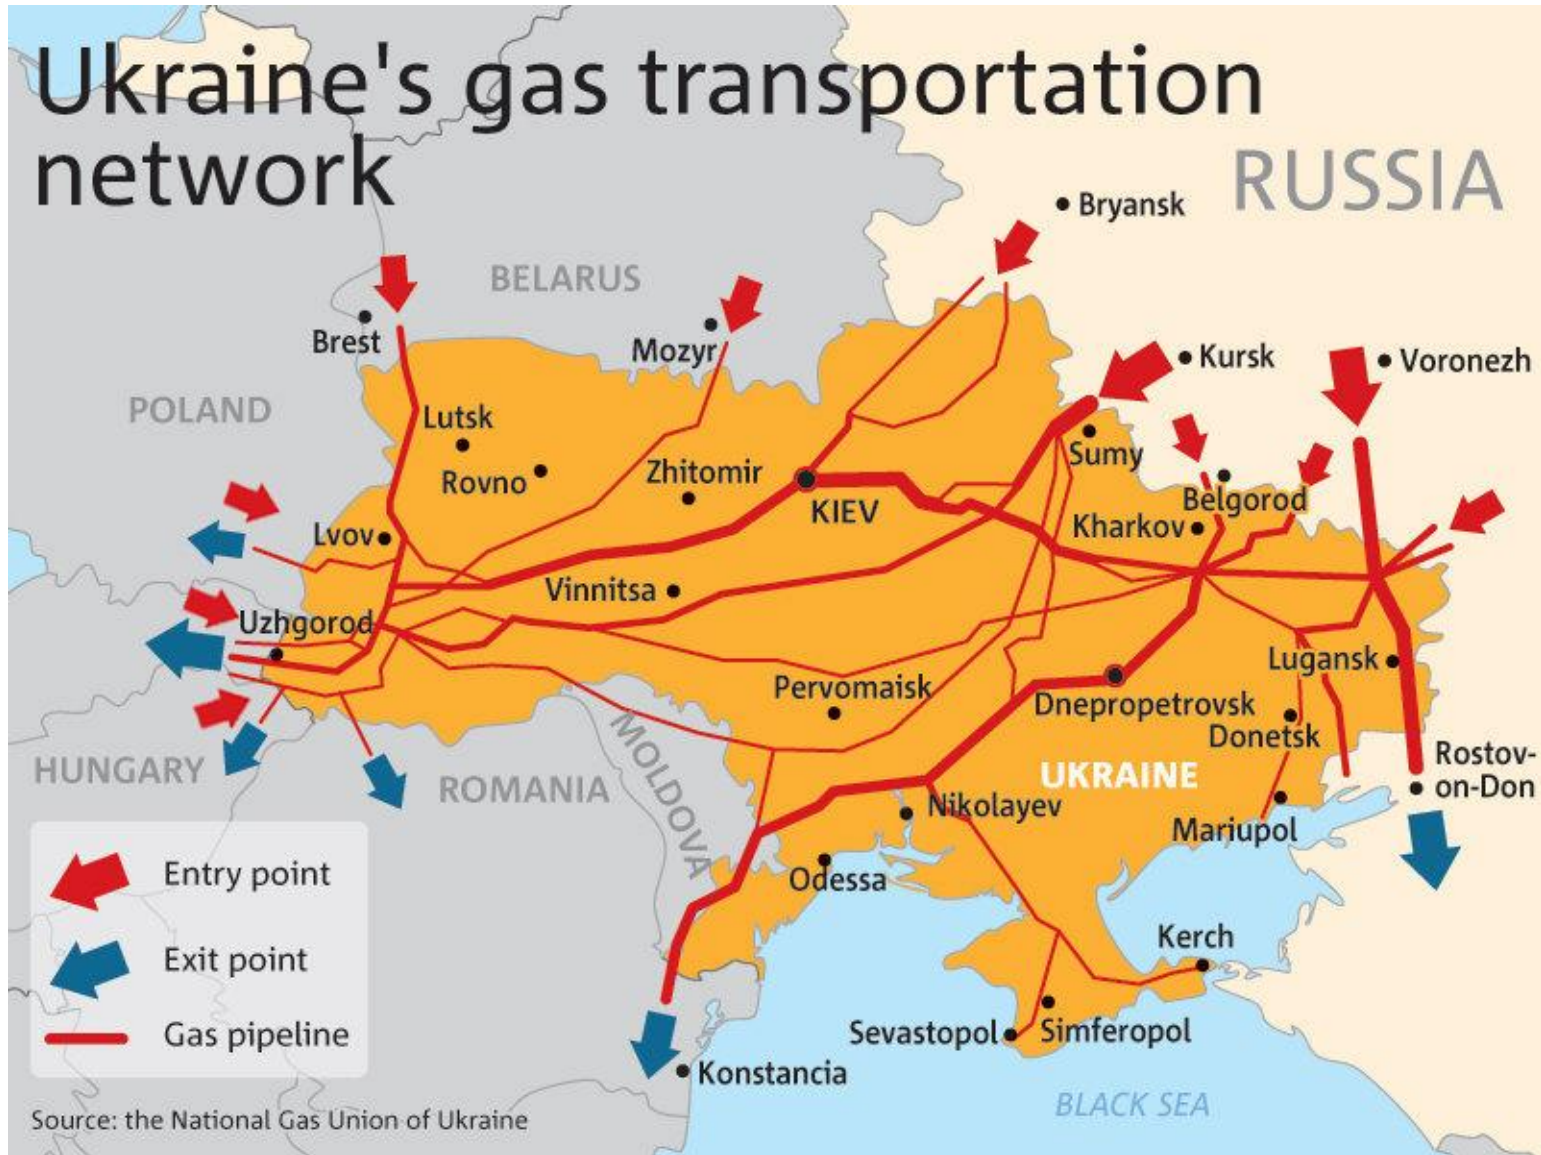 Ukraine's gas transportation
network
RUSSIA
Bryansk
BELARUS
Brest
Mozyr
Kursk
Voronezh
POLAND
Lutsk
Rovno
Zhitomir
Sumy
KIEV
Belgorod
Kharkov
Lvov
Vinnitsa
Uzhgorod
Lugansk
Pervomaisk
Dnepropetrovsk
Donetsk
HUNGARY
ROMANIA
MOLDOVA
UKRAINE
Rostov-
on-Don
Nikolayev
Mariupol
Odessa
Entry point
Exit point
Gas pipeline
Kerch
Sevastopol
Simferopol
Konstancia
BLACK SEA
Source: the National Gas Union of Ukraine